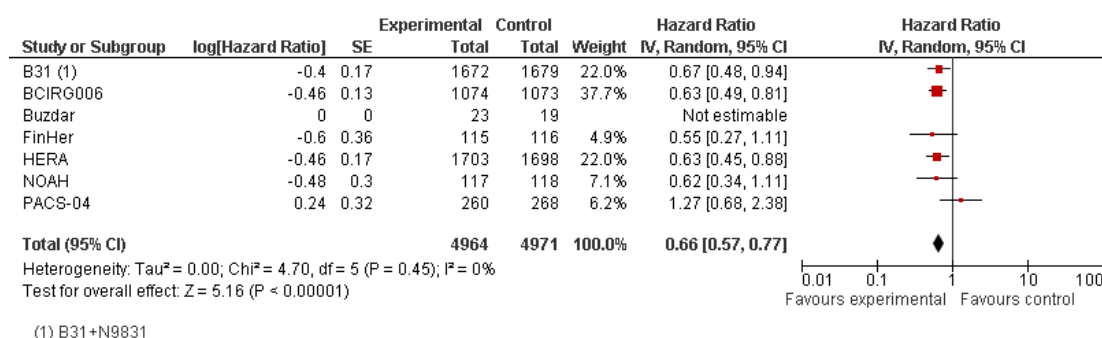 Experimental Control Hazard Ratio Hazard Ratio
Study or Subgroup log[Hazard Ratio] SE Total Total Weight IV, Random, 95% CI IV, Random, 95% CI
B31 (1) -0.4 0.17 1672 1679 22.0% 0.67 [0.48, 0.94]
BCIRG006 -0.46 0.13 1074 1073 37.7% 0.63 [0.49, 0.81]
Buzdar 0 0 23 19 Not estimable
FinHer -0.6 0.36 115 116 4.9% 0.55 [0.27, 1.11]
HERA -0.46 0.17 1703 1698 22.0% 0.63 [0.45, 0.88]
NOAH -0.48 0.3 117 118 7.1% 0.62 [0.34, 1.11]
PACS-04 0.24 0.32 260 268 6.2% 1.27 [0.68, 2.38]
Total (95% CI) 4964 4971 100.0% 0.66 [0.57, 0.77]
Heterogeneity: Tau² = 0.00; Chi² = 4.70, df = 5 (P = 0.45); I² = 0%
Test for overall effect: Z = 5.16 (P < 0.00001)
0.01 0.1 1 10 100
Favours experimental Favours control
(1) B31+N9831